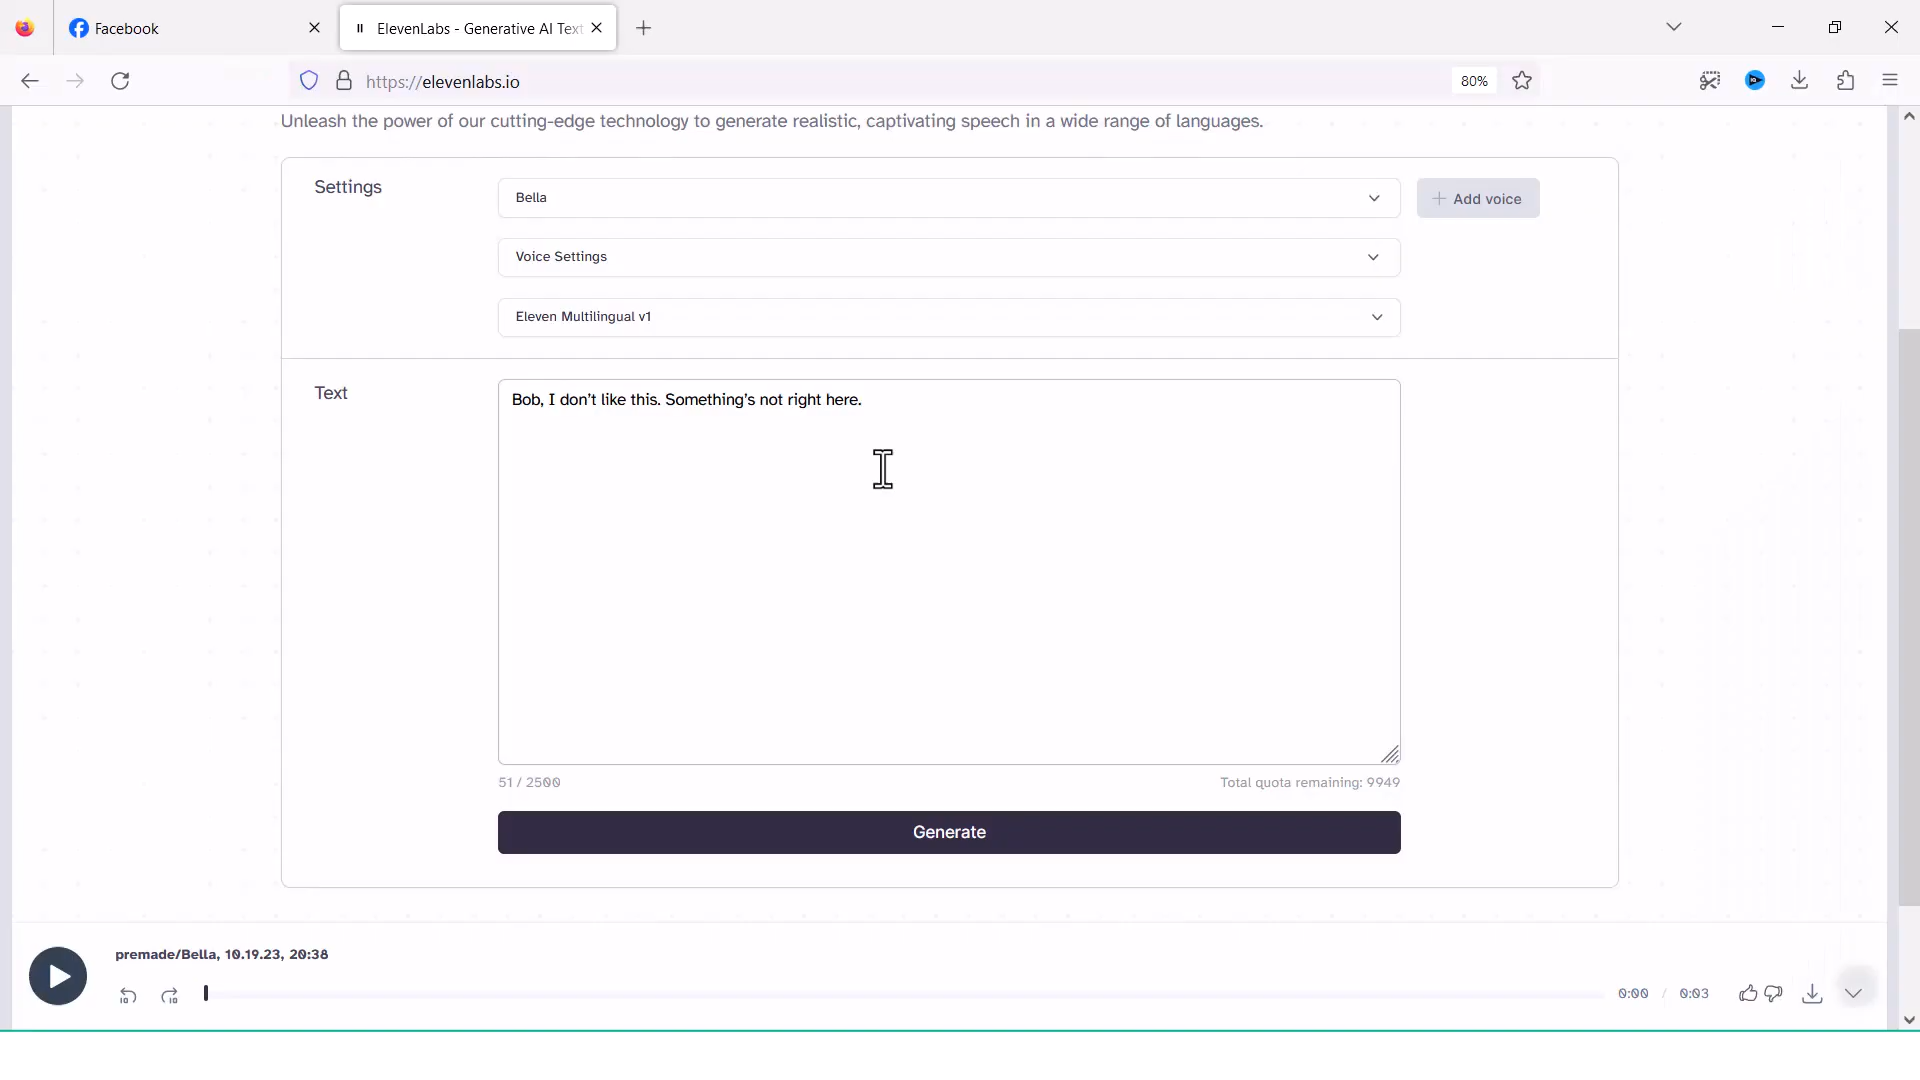 Facebook
ElevenLabs - Generative AI Text
https://elevenlabs.io
80%
Unleash the power of our cutting-edge technology to generate realistic, captivating speech in a wide range of languages.
Settings
Bella
+ Add voice
Voice Settings
Eleven Multilingual v1
Text
Bob, I don't like this. Something's not right here.
51 / 2500
Total quota remaining: 9949
Generate
premade/Bella, 10.19.23, 20:38
10
10
0:00 / 0:03